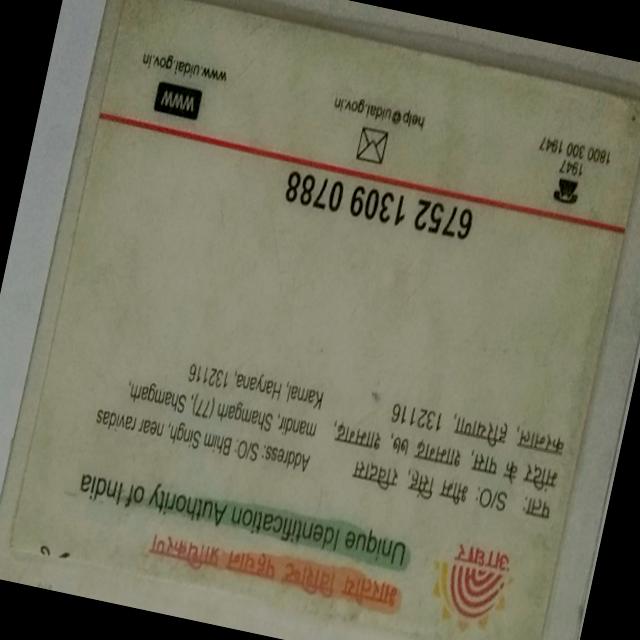 भारतीय विशिष्ट पहचान प्राधिकरण
Unique Identification Authority of India
आधार
पता: S/O: भीम सिंह, रविदास मंदिर के पास, शामगढ़
करनाल, हरियाणा, 132116
Address: S/O: Bhim Singh, near ravidas
mandir, Shamgarh (77), Shamgarh,
Karnal, Haryana, 132116
6752 1309 0788
1947
1800 300 1947
help@uidai.gov.in
www
www.uidai.gov.in